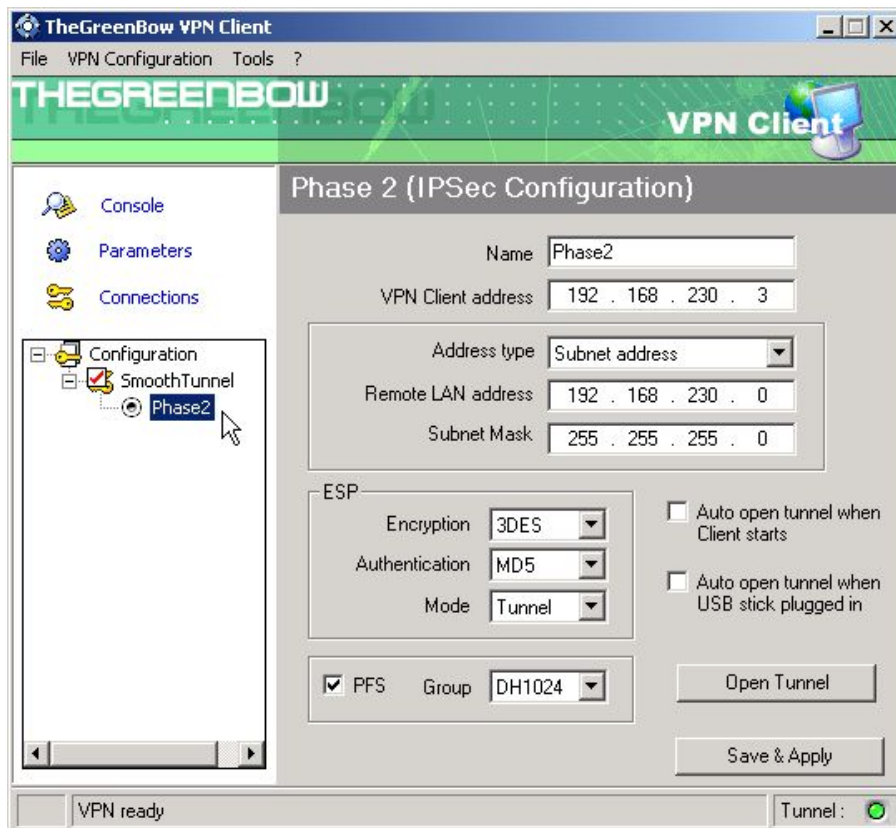 TheGreenBow VPN Client
File VPN Configuration Tools ?
THEGREENBOW
VPN Client
Console
Parameters
Connections
Configuration
SmoothTunnel
Phase2
Phase 2 (IPSec Configuration)
Name Phase2
VPN Client address 192 . 168 . 230 . 3
Address type Subnet address
Remote LAN address 192 . 168 . 230 . 0
Subnet Mask 255 . 255 . 255 . 0
ESP
Encryption 3DES
Authentication MD5
Mode Tunnel
Auto open tunnel when
Client starts
Auto open tunnel when
USB stick plugged in
PFS Group DH1024
Open Tunnel
Save & Apply
VPN ready
Tunnel :